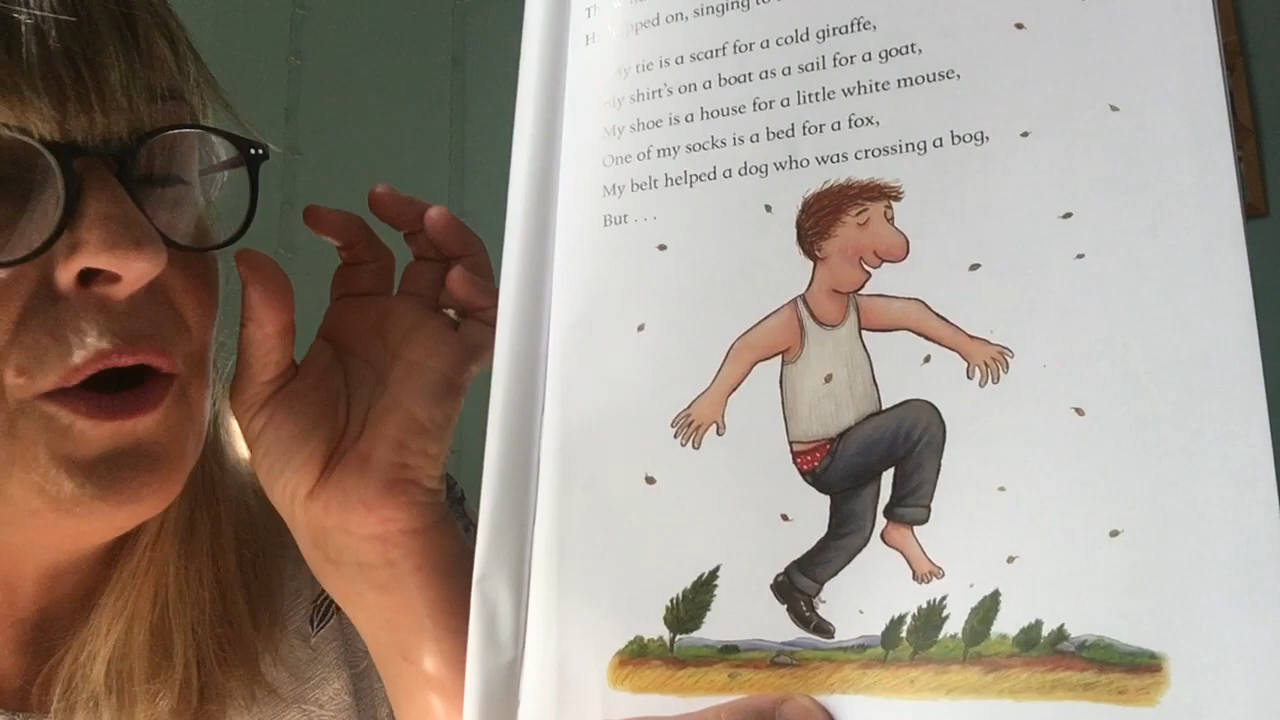 on, singing
tie is a scarf for a cold giraffe,
My shirt's on a boat as a sail for a goat,
My shoe is a house for a little white mouse,
One of my socks is a bed for a fox,
My belt helped a dog who was crossing a bog,
But . . .